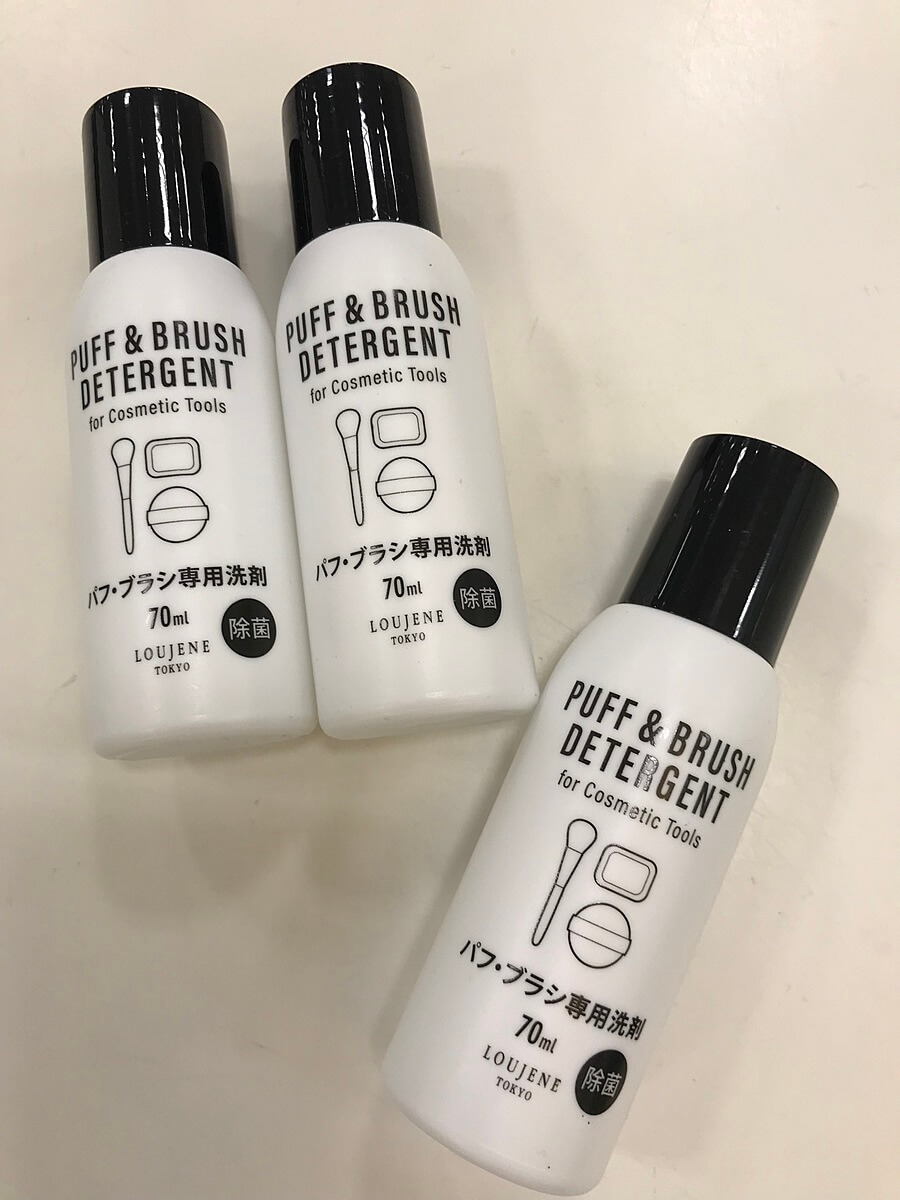 PUFF & BRUSH
DETERGENT
for Cosmetic Tools
パフ・ブラシ専用洗剤
70ml
除菌
LOUJENE
TOKYO
PUFF & BRUSH
DETERGENT
for Cosmetic Tools
パフ・ブラシ専用洗剤
70ml
除菌
LOUJENE
TOKYO
PUFF & BRUSH
DETERGENT
for Cosmetic Tools
パフ・ブラシ専用洗剤
70ml
除菌
LOUJENE
TOKYO